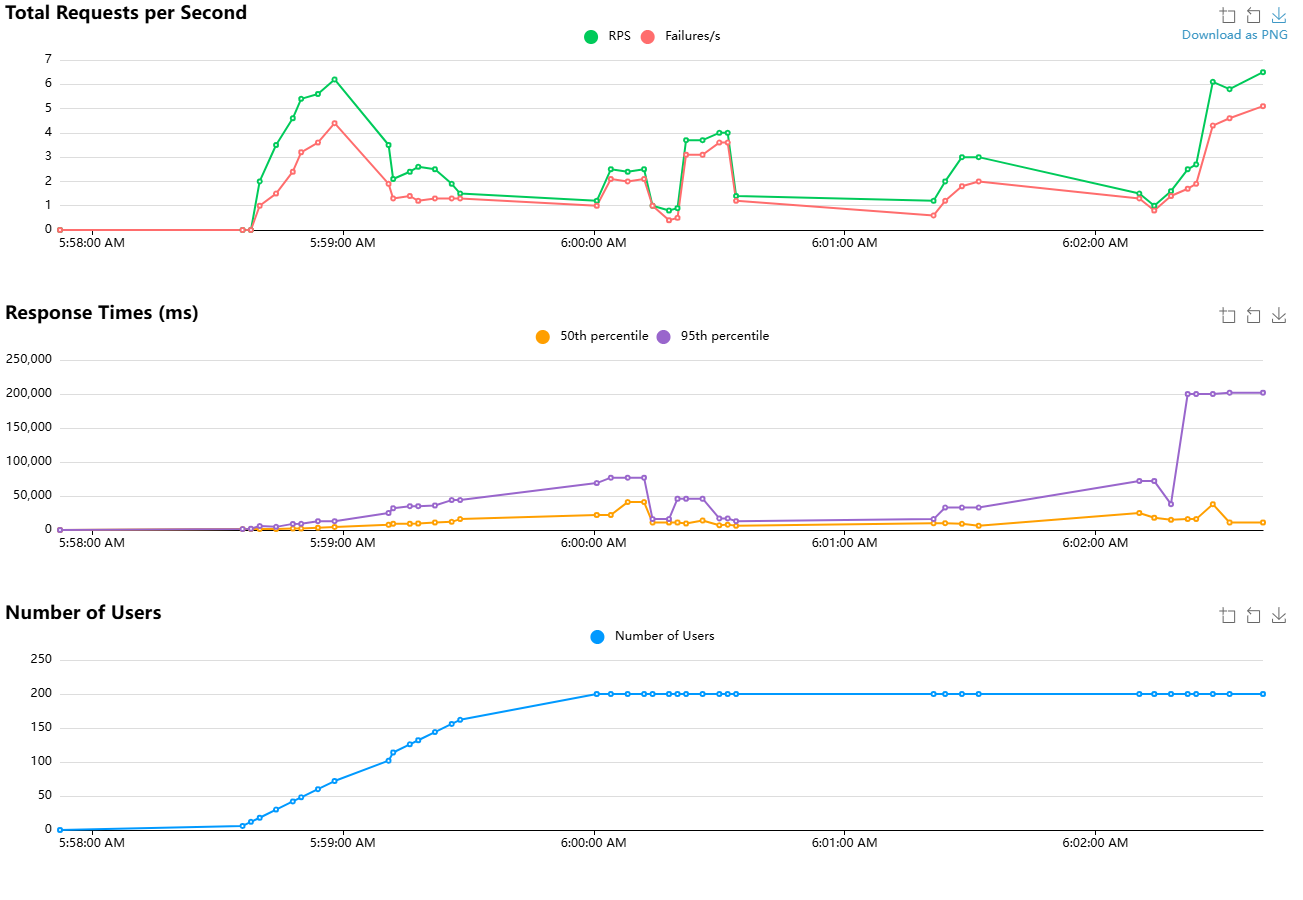 Total Requests per Second
Download as PNG
RPS Failures/s
7
6
5
4
3
2
1
0
5:58:00 AM 5:59:00 AM 6:00:00 AM 6:01:00 AM 6:02:00 AM
Response Times (ms)
50th percentile 95th percentile
250,000
200,000
150,000
100,000
50,000
0
5:58:00 AM 5:59:00 AM 6:00:00 AM 6:01:00 AM 6:02:00 AM
Number of Users
Number of Users
250
200
150
100
50
0
5:58:00 AM 5:59:00 AM 6:00:00 AM 6:01:00 AM 6:02:00 AM